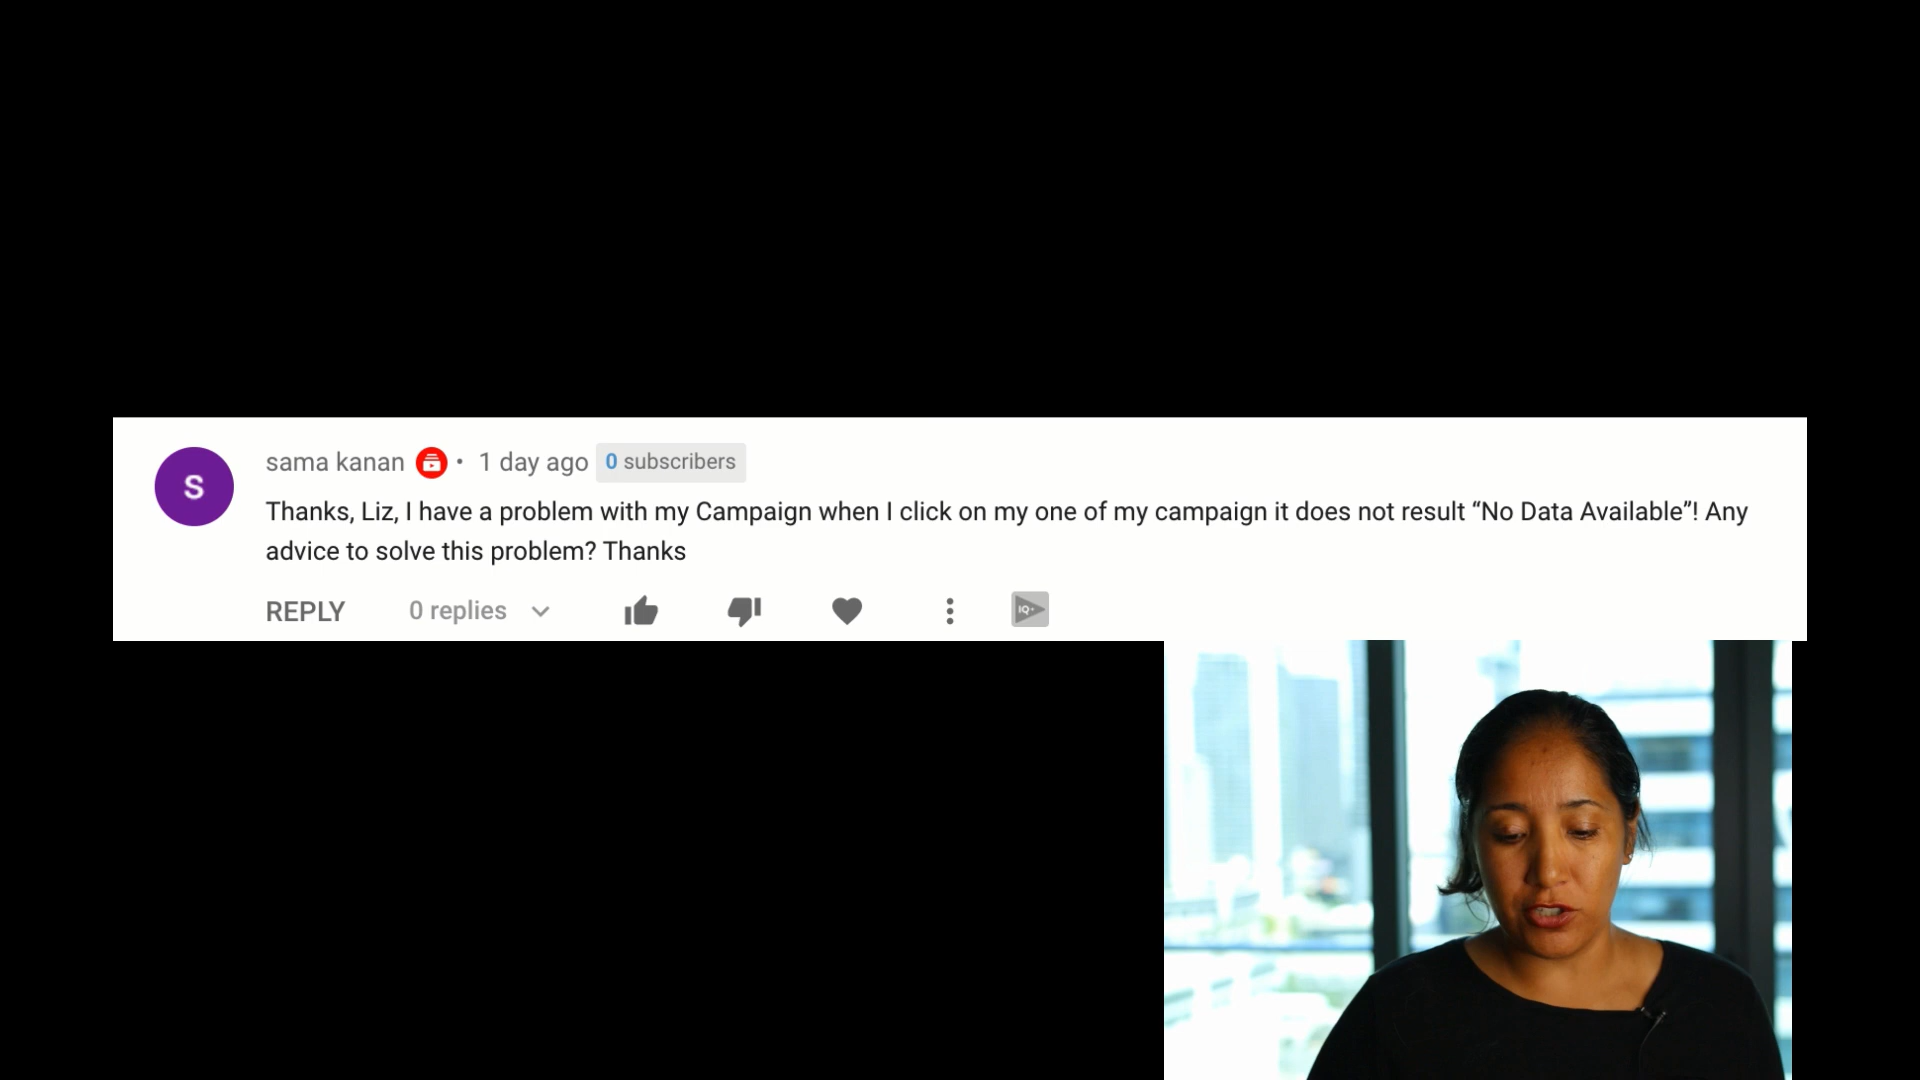 S
sama kanan • 1 day ago 0 subscribers
Thanks, Liz, I have a problem with my Campaign when I click on my one of my campaign it does not result “No Data Available”! Any
advice to solve this problem? Thanks
REPLY 0 replies
IQ